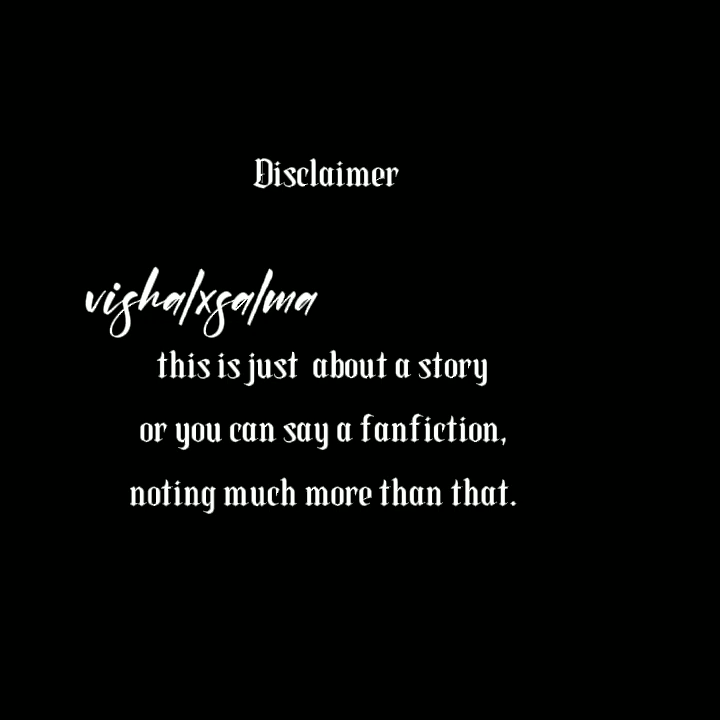 Disclaimer
vishalxsalma
this is just about a story
or you can say a fanfiction,
noting much more than that.